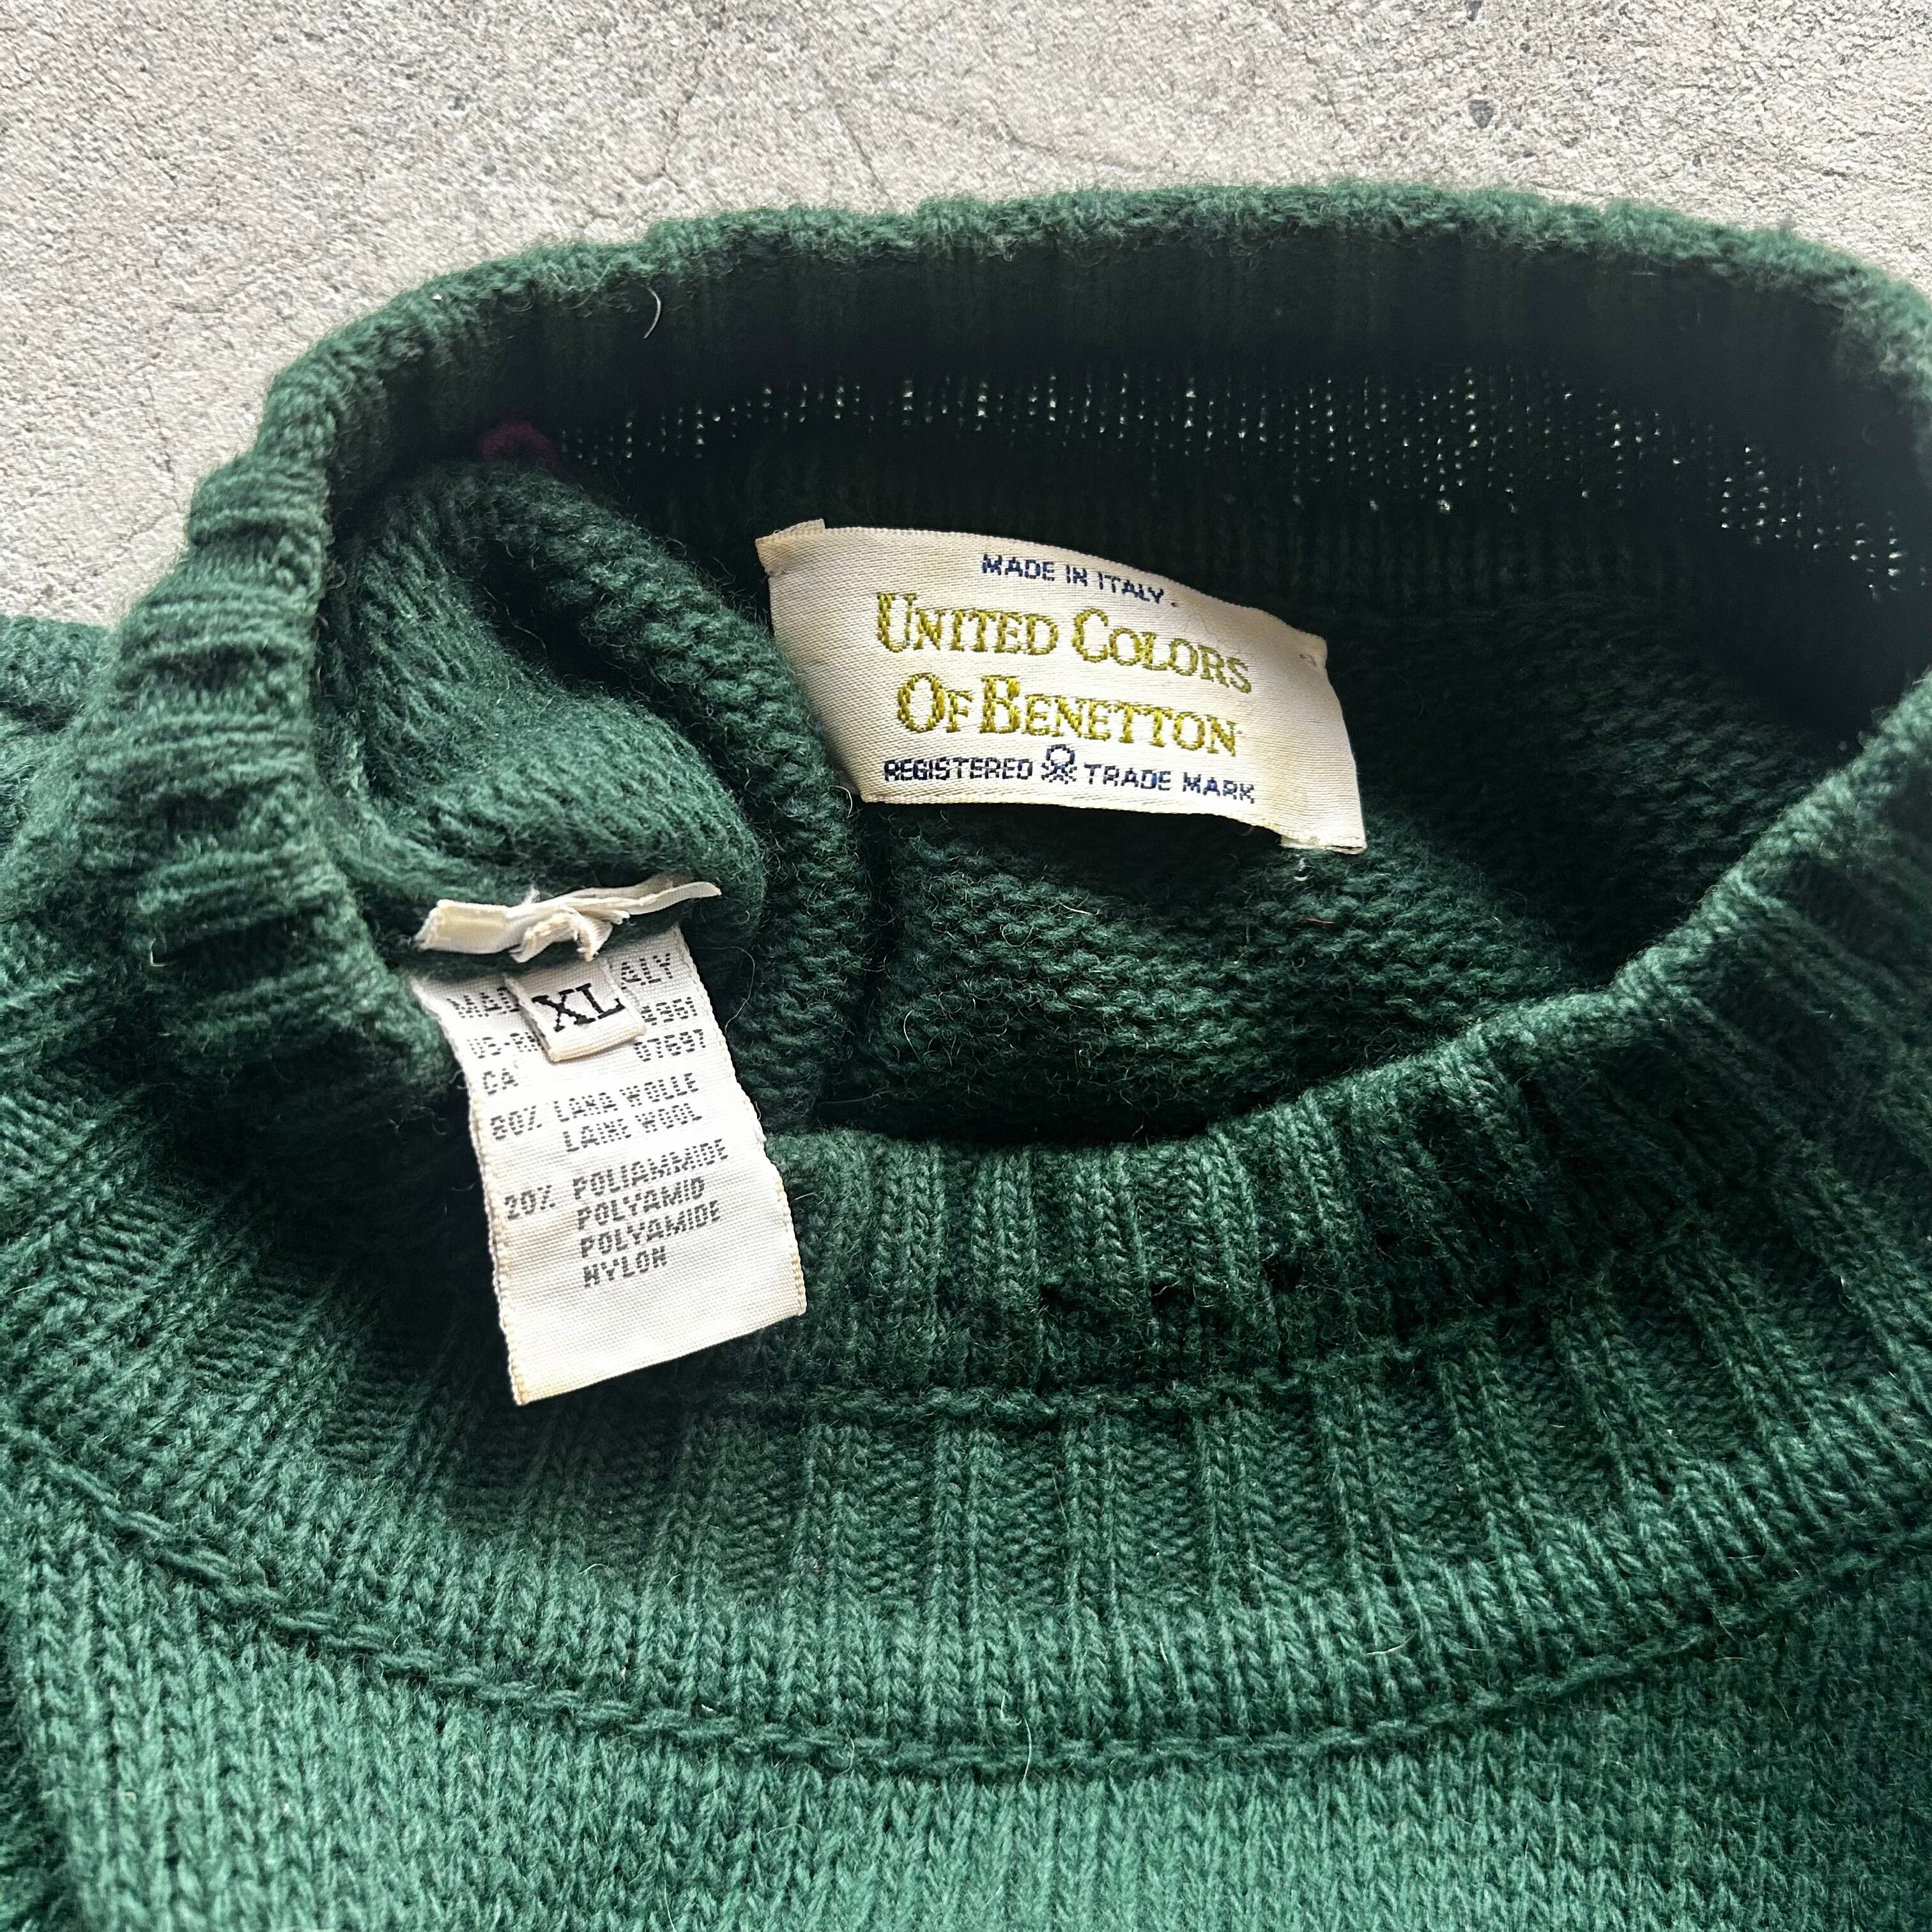 MADE IN ITALY
UNITED COLORS
OF BENETTON
REGISTERED TRADE MARK
XL
CA
80% LANA WOLLE
LAINE WOOL
20% POLIAMMIDE
POLYAMID
POLYAMIDE
NYLON